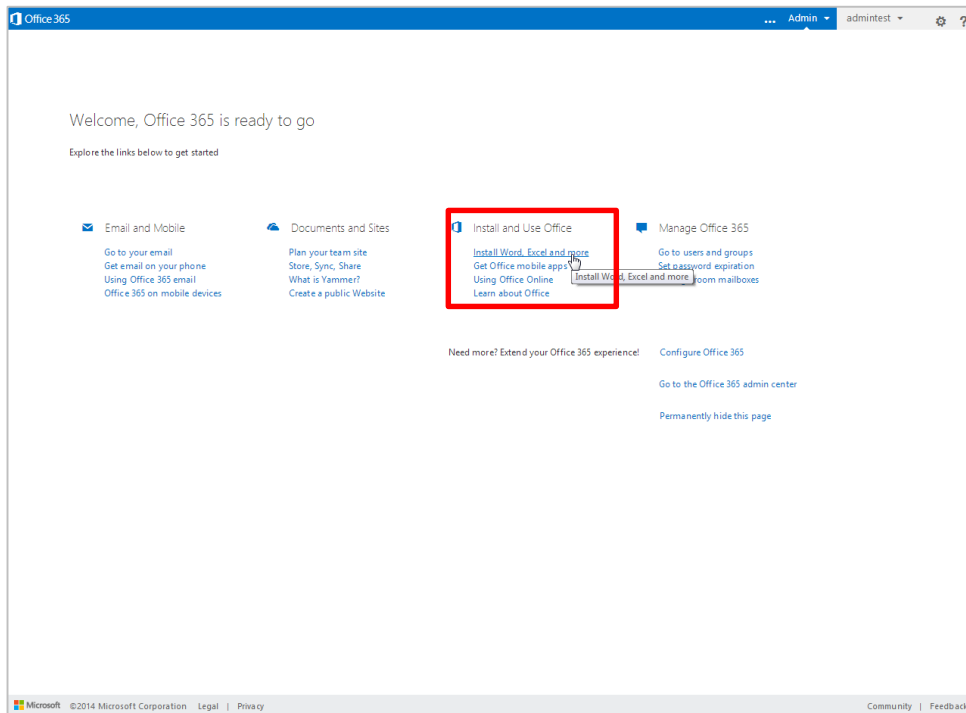 Office 365
... Admin admintest ?
Welcome, Office 365 is ready to go
Explore the links below to get started
Email and Mobile
Go to your email
Get email on your phone
Using Office 365 email
Office 365 on mobile devices
Documents and Sites
Plan your team site
Store, Sync, Share
What is Yammer?
Create a public Website
Install and Use Office
Install Word, Excel and more
Get Office mobile apps
Using Office Online
Learn about Office
Install Word, Excel and more
Manage Office 365
Go to users and groups
Set password expiration
room mailboxes
Need more? Extend your Office 365 experience!
Configure Office 365
Go to the Office 365 admin center
Permanently hide this page
Microsoft ©2014 Microsoft Corporation Legal | Privacy
Community | Feedback